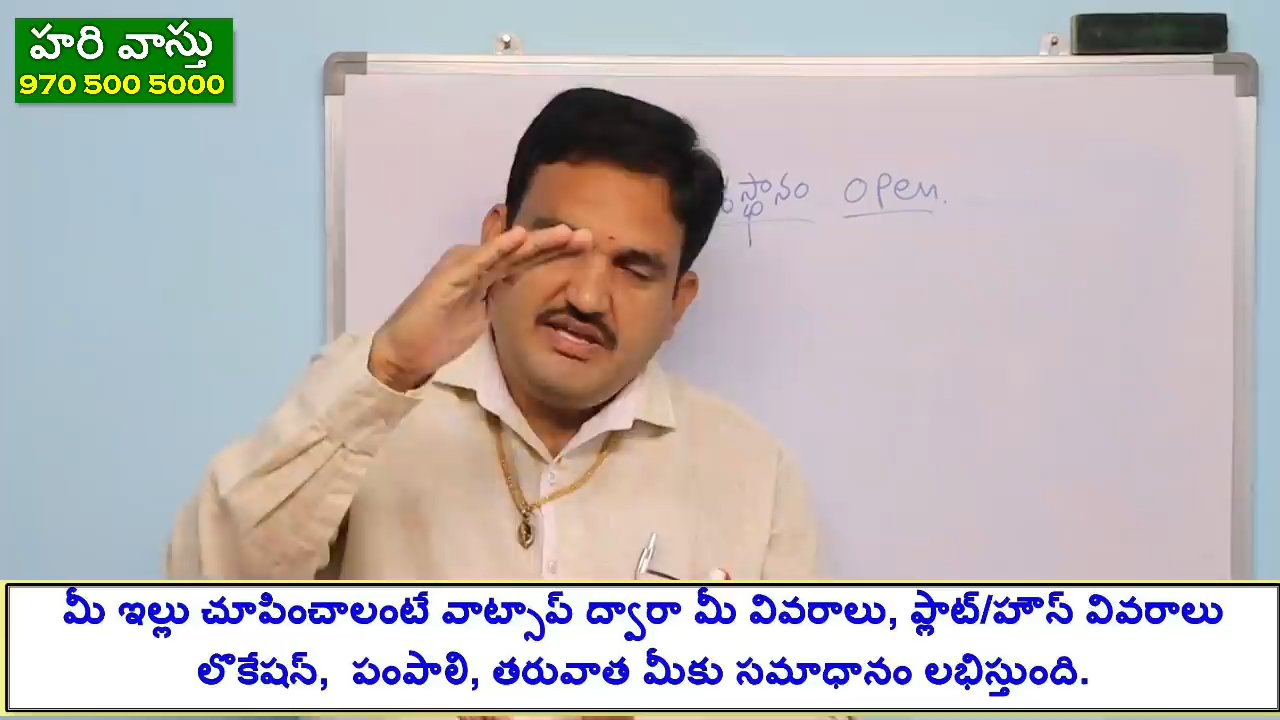 హరి వాస్తు
970 500 5000
స్థానం open.
మీ ఇల్లు చూపించాలంటే వాట్సాప్ ద్వారా మీ వివరాలు, ప్లాట్/హౌస్ వివరాలు
లొకేషన్,  పంపాలి, తరువాత మీకు సమాధానం లభిస్తుంది.